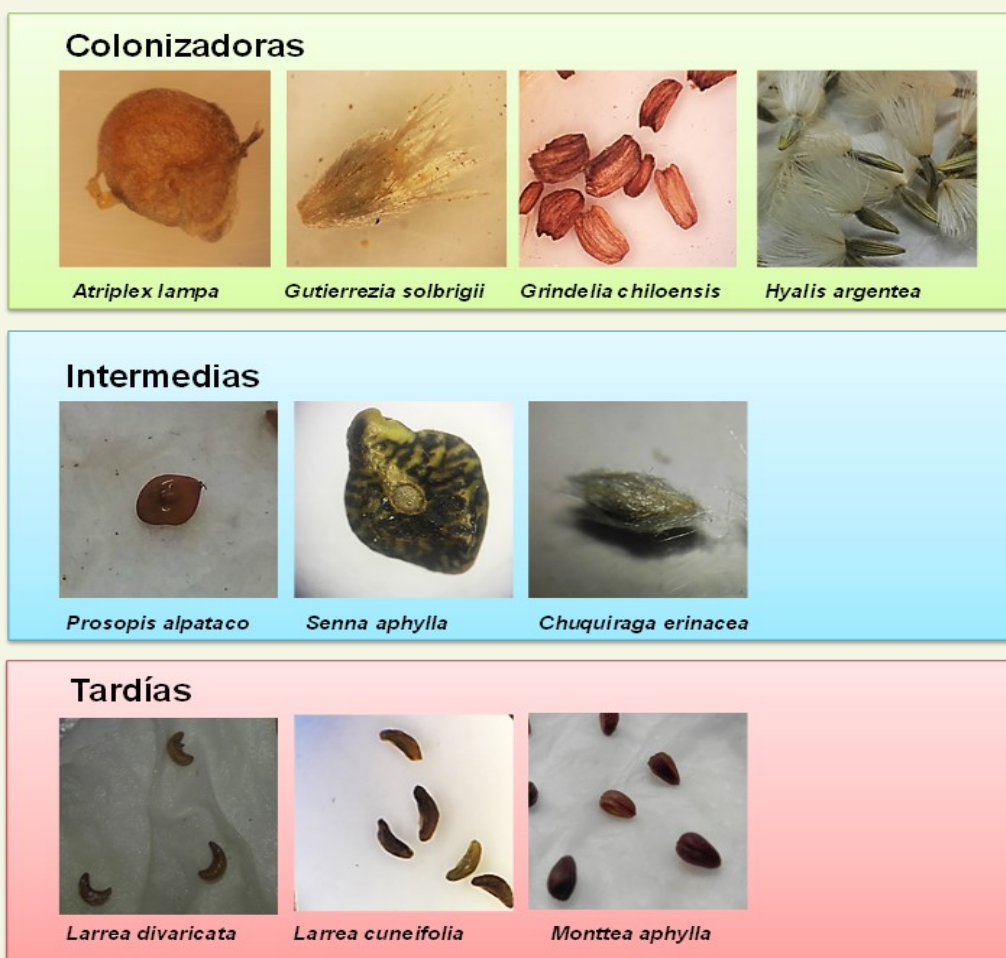 Colonizadoras
Atriplex lampa Gutierrezia solbrigii Grindelia chiloensis Hyalis argentea
Intermedias
Prosopis alpataco Senna aphylla Chuquiraga erinacea
Tardías
Larrea divaricata Larrea cuneifolia Monttea aphylla